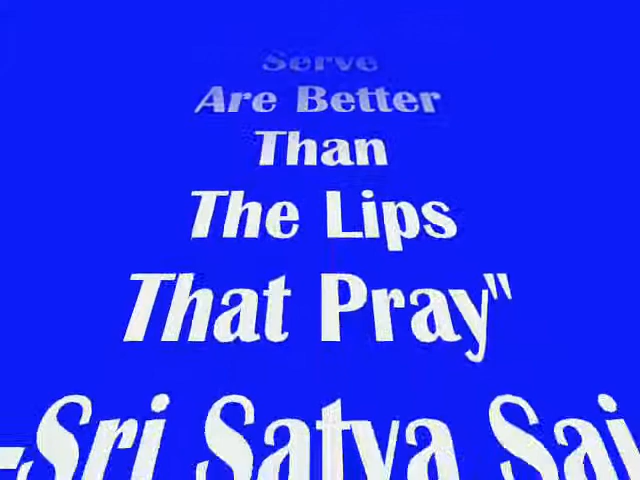 Serve
Are Better
Than
The Lips
That Pray"
-Sri Satya Sai